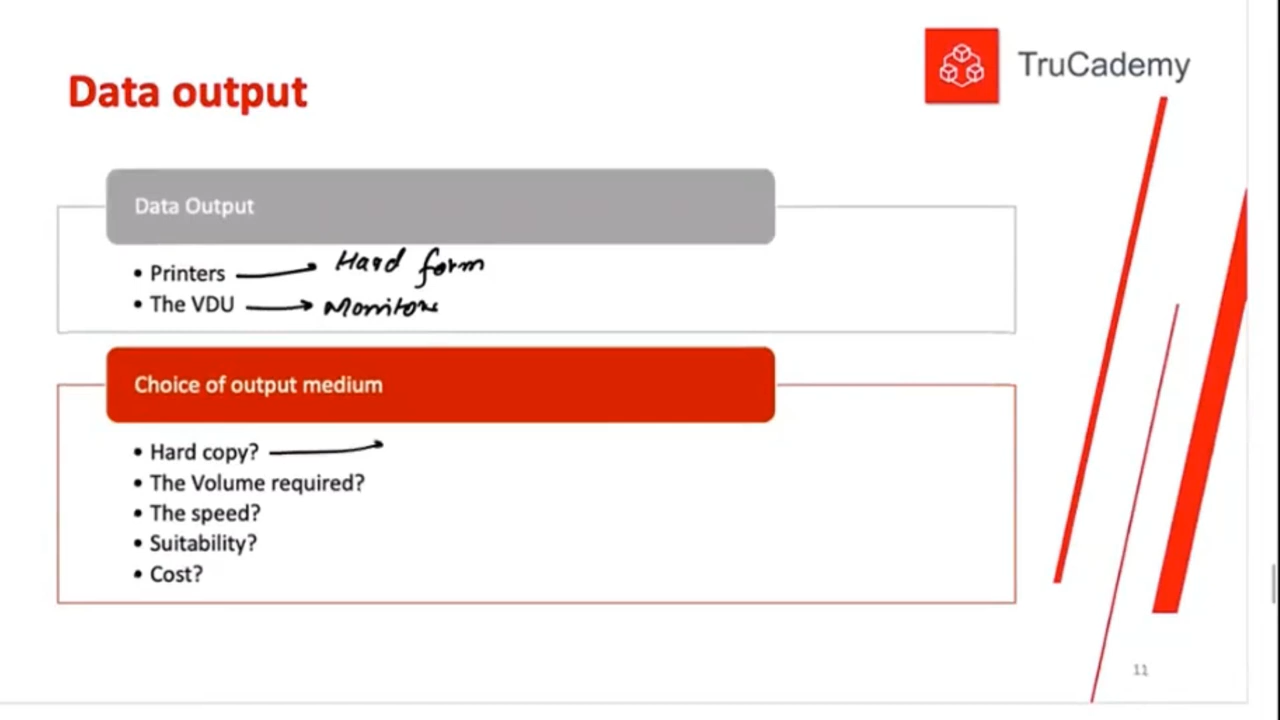 TruCademy
Data output
Data Output
• Printers → Hard form
• The VDU → Monitors
Choice of output medium
• Hard copy? →
• The Volume required?
• The speed?
• Suitability?
• Cost?
11